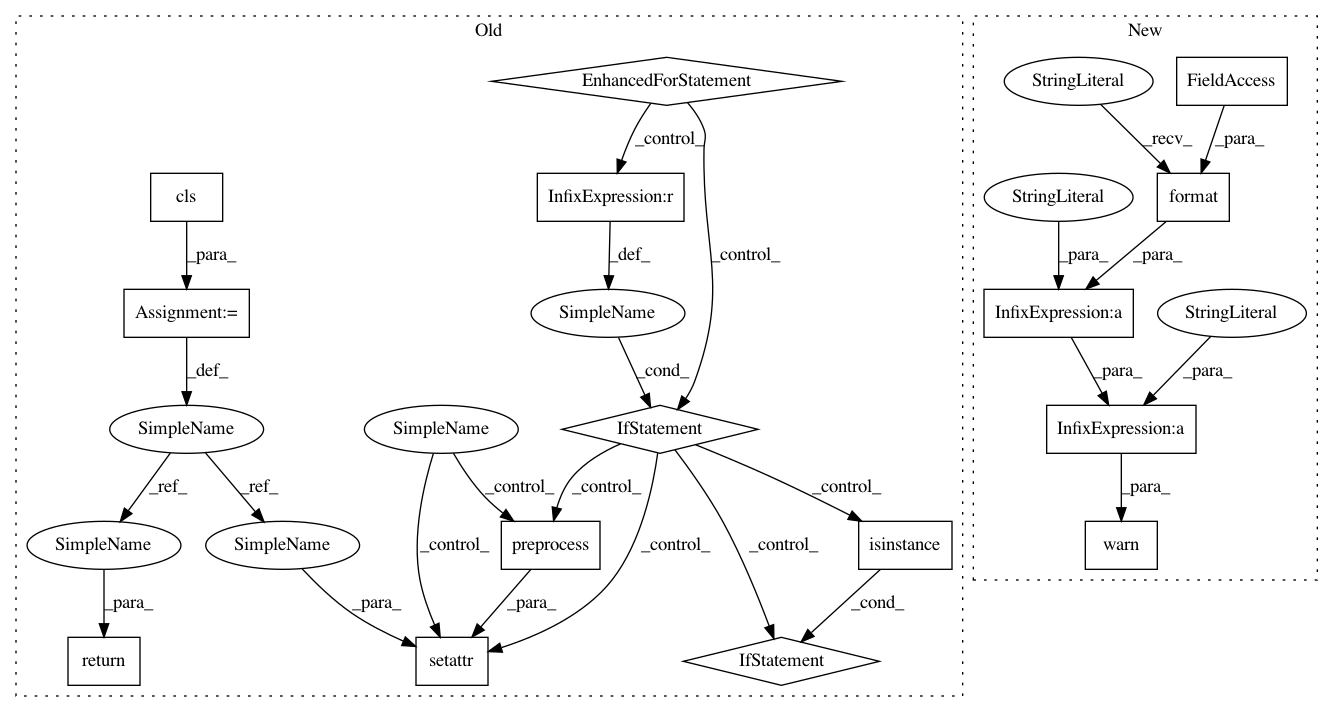 Old
New
EnhancedForStatement
StringLiteral
FieldAccess
_control_
_recv_
_para_
cls
InfixExpression:r
StringLiteral
format
_para_
_def_
_control_
_para_
_para_
Assignment:=
SimpleName
InfixExpression:a
StringLiteral
_def_
_cond_
_para_
_para_
SimpleName
SimpleName
IfStatement
InfixExpression:a
_ref_
_ref_
_control_
_control_
_control_
_para_
SimpleName
SimpleName
preprocess
isinstance
warn
_control_
_control_
_control_
_para_
_para_
_para_
_cond_
return
setattr
IfStatement